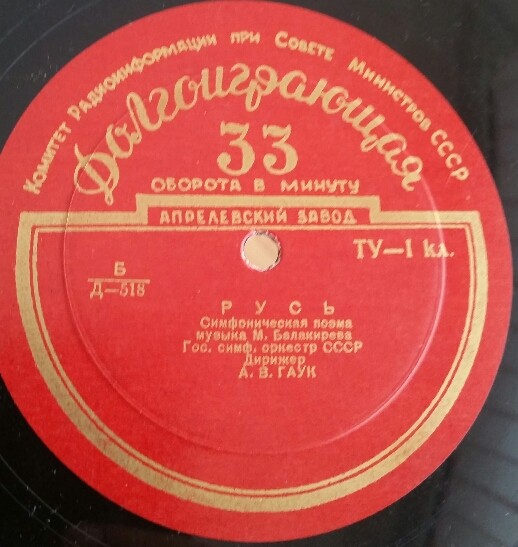 Комитет Радиоинформации при Совете Министров СССР
Долгоиграющая
33
ОБОРОТА В МИНУТУ
АПРЕЛЕВСКИЙ ЗАВОД
ТУ—1 кл.
Б
Д—518
РУСЬ
Симфоническая поэма
музыка М. Балакирева
Гос. симф. оркестр СССР
Дирижер
А. В. ГАУК